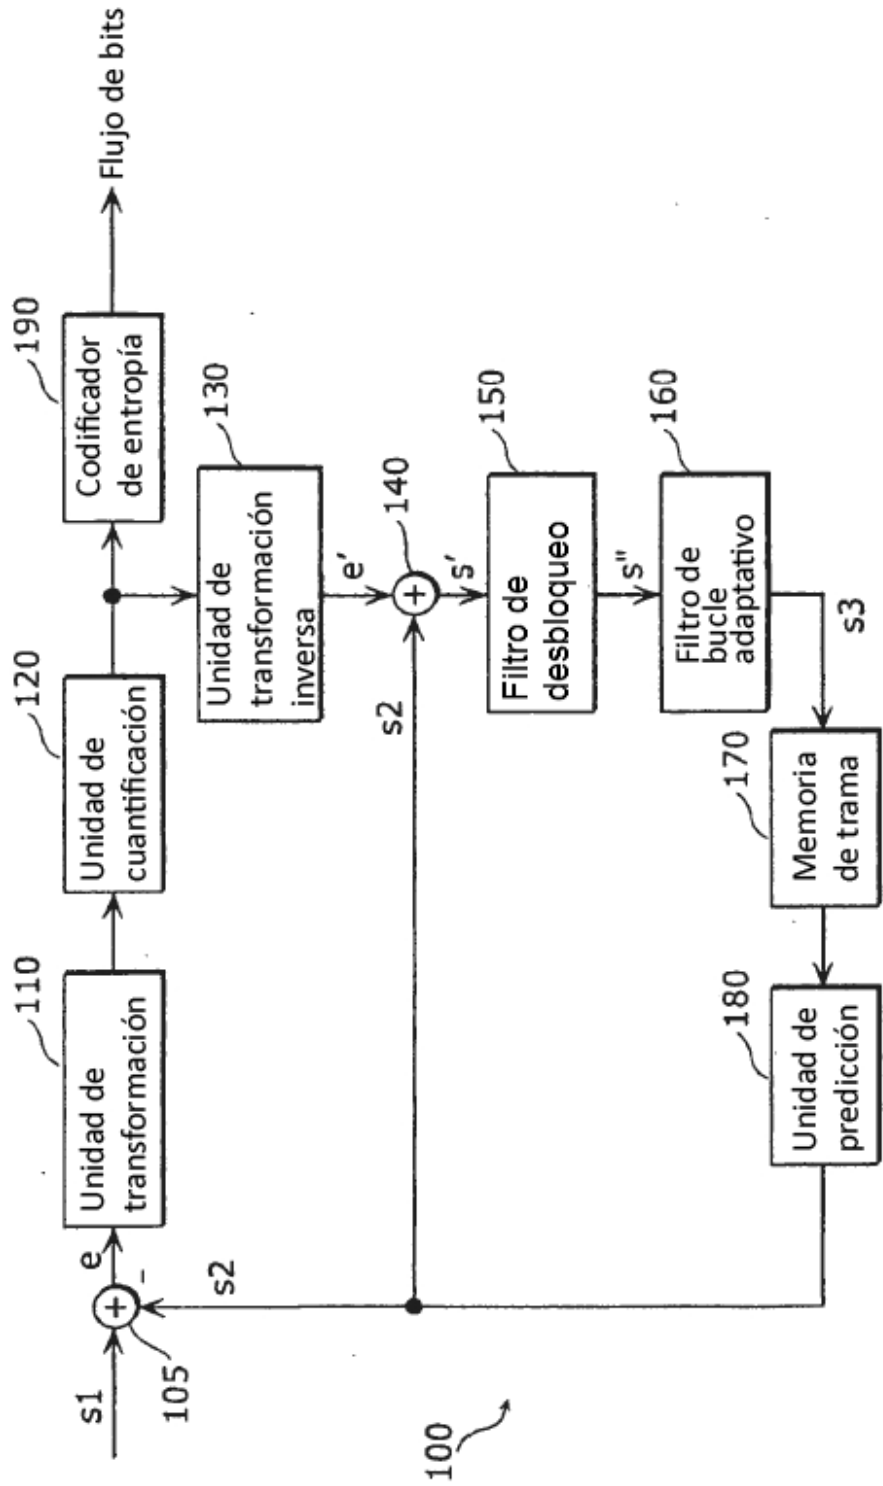 s1
105
e
-
s2
110
Unidad de
transformación
120
Unidad de
cuantificación
190
Codificador
de entropía
Flujo de bits
130
Unidad de
transformación
inversa
e'
140
s2
+
+
s'
150
Filtro de
desbloqueo
s"
160
Filtro de
bucle
adaptativo
s3
170
Memoria
de trama
180
Unidad de
predicción
100